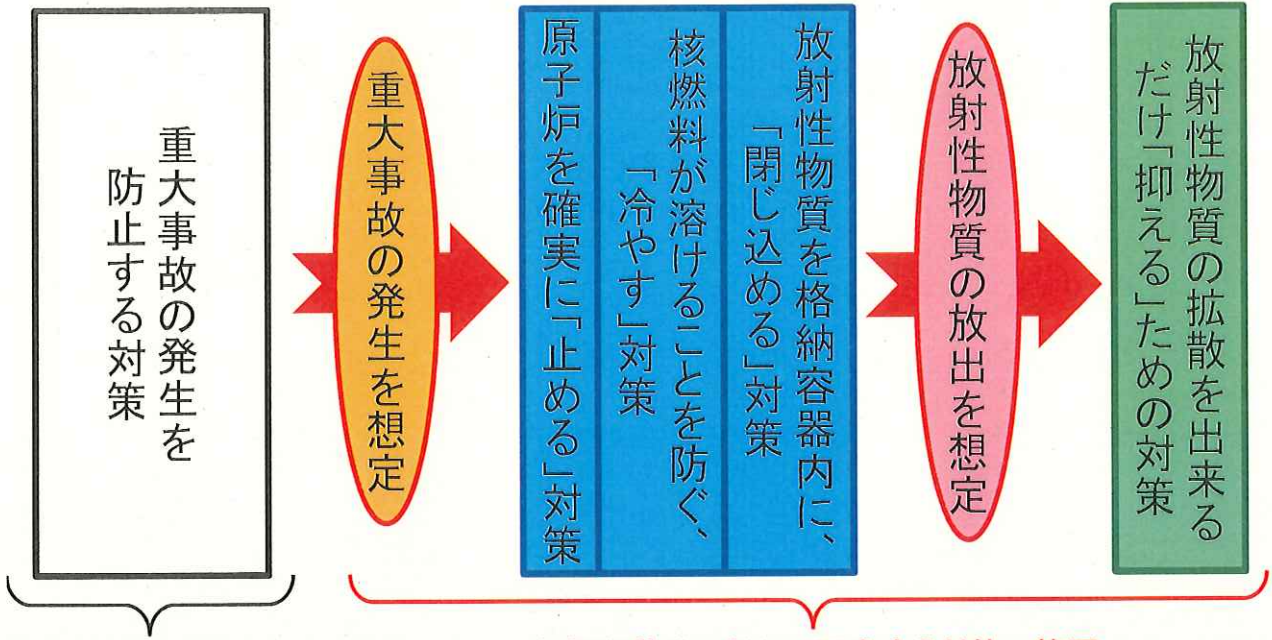 重大事故の発生を
防止する対策
重大事故の発生を想定
原子炉を確実に「止める」対策
核燃料が溶けることを防ぐ、
「冷やす」対策
放射性物質を格納容器内に、
「閉じ込める」対策
放射性物質の放出を想定
放射性物質の拡散を出来る
だけ「抑える」ための対策